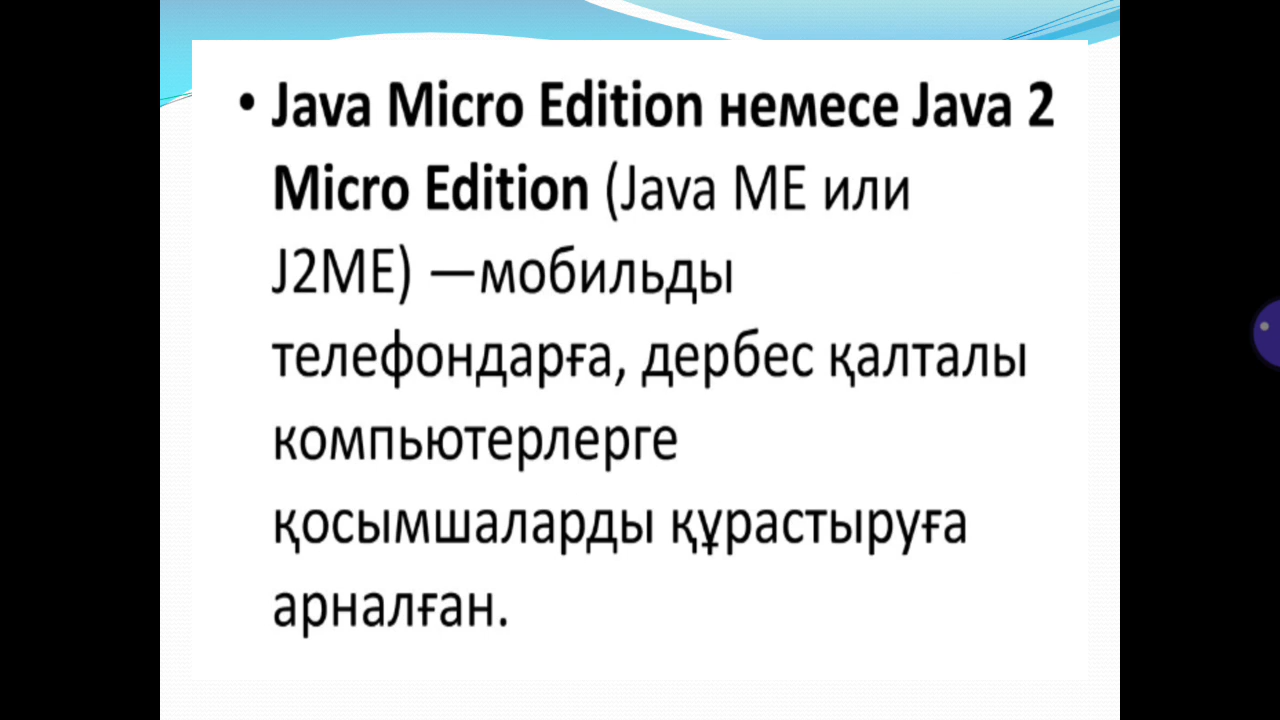 • Java Micro Edition немесе Java 2
Micro Edition (Java ME или
J2ME) —мобильды
телефондарға, дербес қалталы
компьютерлерге
қосымшаларды құрастыруға
арналған.